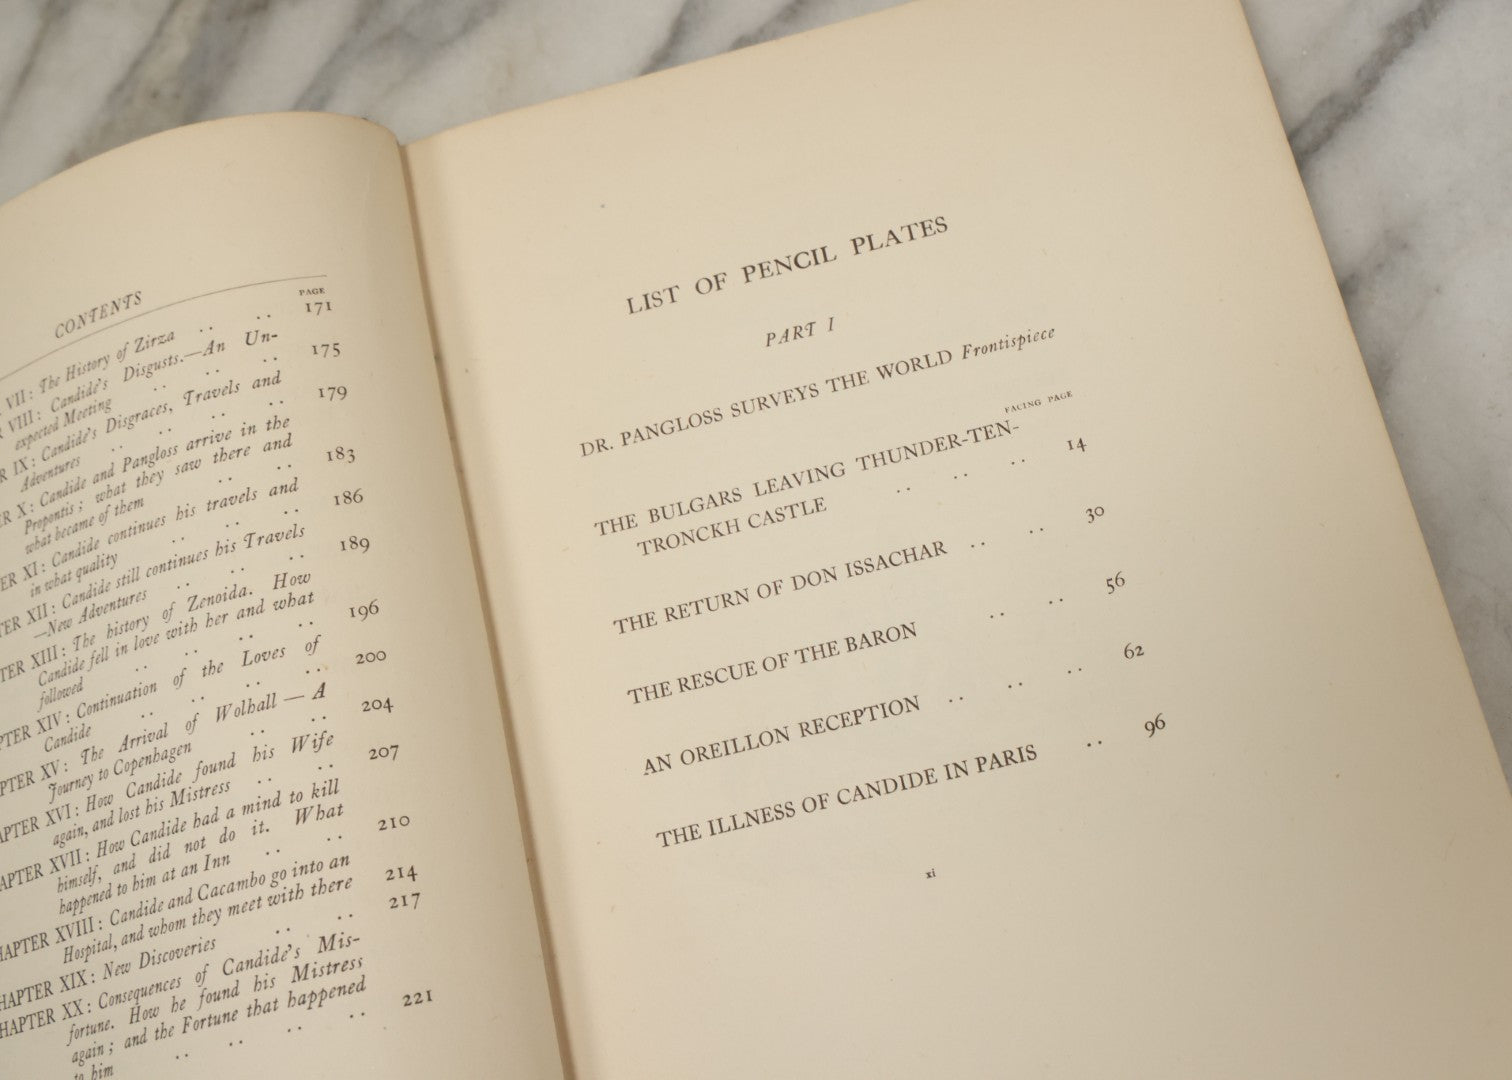 CONTENTS
PAGE
VII: The History of Zirza .. .. 171
VIII: Candide's Disgusts.—An Un-
expected Meeting .. .. .. 175
IX: Candide's Disgraces, Travels and
Adventures .. .. .. .. 179
X: Candide and Pangloss arrive in the
Propontis; what they saw there and
what became of them .. .. 183
XI: Candide continues his travels and
in what quality .. .. .. 186
XII: Candide still continues his Travels
—New Adventures .. .. .. 189
XIII: The history of Zenoida. How
Candide fell in love with her and what
followed .. .. .. .. 196
XIV: Continuation of the Loves of
Candide .. .. .. .. 200
XV: The Arrival of Wolhall — A
Journey to Copenhagen .. .. 204
XVI: How Candide found his Wife
again, and lost his Mistress .. .. 207
XVII: How Candide had a mind to kill
himself, and did not do it. What
happened to him at an Inn .. .. 210
XVIII: Candide and Cacambo go into an
Hospital, and whom they meet with there 214
CHAPTER XIX: New Discoveries .. .. 217
CHAPTER XX: Consequences of Candide's Mis-
fortune. How he found his Mistress
again; and the Fortune that happened
to him .. .. .. .. 221
LIST OF PENCIL PLATES
PART I
DR. PANGLOSS SURVEYS THE WORLD Frontispiece
FACING PAGE
THE BULGARS LEAVING THUNDER-TEN-
TRONCKH CASTLE .. .. .. 14
THE RETURN OF DON ISSACHAR .. .. 30
THE RESCUE OF THE BARON .. .. 56
AN OREILLON RECEPTION .. .. .. 62
THE ILLNESS OF CANDIDE IN PARIS .. 96
xi